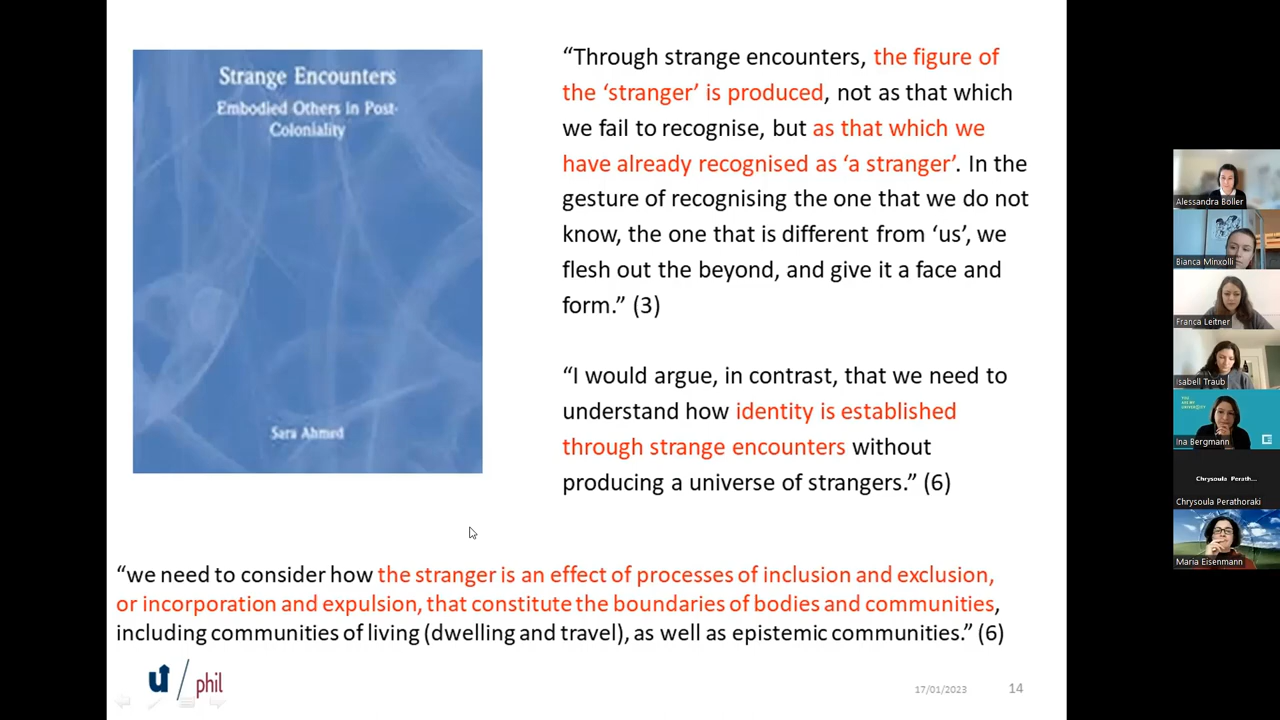 Strange Encounters
Embodied Others in Post-
Coloniality
Sara Ahmed
“Through strange encounters, the figure of
the ‘stranger’ is produced, not as that which
we fail to recognise, but as that which we
have already recognised as ‘a stranger’. In the
gesture of recognising the one that we do not
know, the one that is different from ‘us’, we
flesh out the beyond, and give it a face and
form.” (3)
“I would argue, in contrast, that we need to
understand how identity is established
through strange encounters without
producing a universe of strangers.” (6)
“we need to consider how the stranger is an effect of processes of inclusion and exclusion,
or incorporation and expulsion, that constitute the boundaries of bodies and communities,
including communities of living (dwelling and travel), as well as epistemic communities.” (6)
u / phil
17/01/2023
14
Alessandra Boller
Bianca Minxolli
Franca Leitner
Isabell Traub
Ina Bergmann
Chrysoula Perath...
Chrysoula Perathoraki
Maria Eisenmann